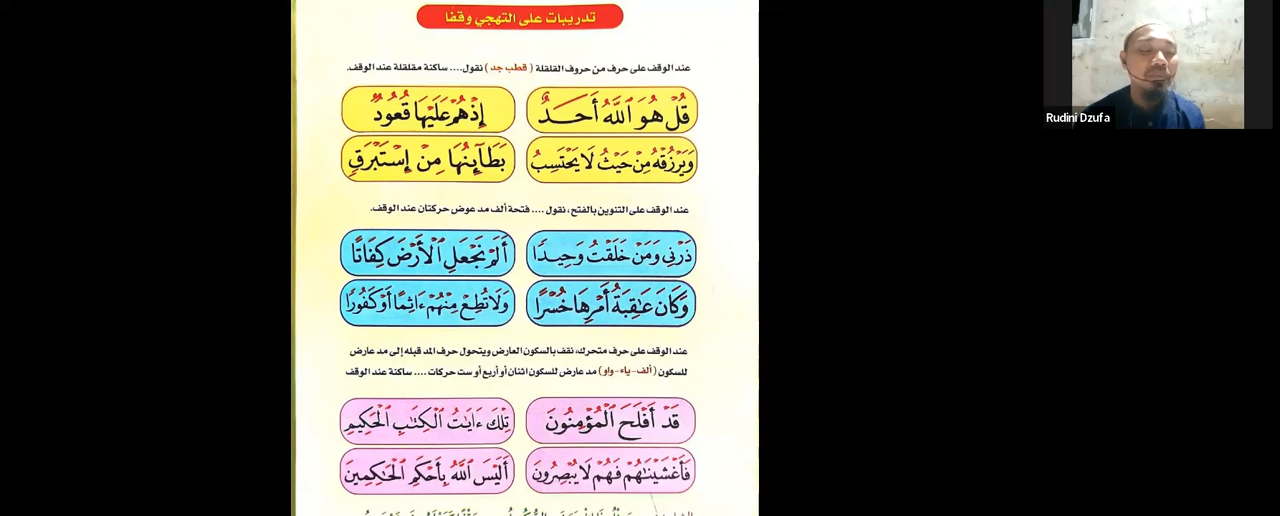 تدريبات على التهجي وقفا
عند الوقف على حرف من حروف القلقلة ( قطب جد ) نقول.... ساكنة مقلقلة عند الوقف.
قُلْ هُوَ ٱللَّهُ أَحَدٌ
إِذْ هُمْ عَلَيْهَا قُعُودٌ
وَيَرْزُقْهُ مِنْ حَيْثُ لَا يَحْتَسِبُ
بَطَآئِنُهَا مِنْ إِسْتَبْرَقٍ
عند الوقف على التنوين بالفتح، نقول .... فتحة ألف مد عوض حركتان عند الوقف.
ذَرْنِى وَمَنْ خَلَقْتُ وَحِيدًا
أَلَمْ نَجْعَلِ ٱلْأَرْضَ كِفَاتًا
وَكَانَ عَـٰقِبَةُ أَمْرِهَا خُسْرًا
وَلَا تُطِعْ مِنْهُمْ ءَاثِمًا أَوْ كَفُورًا
عند الوقف على حرف متحرك، نقف بالسكون العارض ويتحول حرف المد قبله إلى مد عارض
للسكون ( ألف - ياء - واو ) مد عارض للسكون اثنان أو أربع أو ست حركات .... ساكنة عند الوقف
قَدْ أَفْلَحَ ٱلْمُؤْمِنُونَ
تِلْكَ ءَايَـٰتُ ٱلْكِتَـٰبِ ٱلْحَكِيمِ
فَأَغْشَيْنَـٰهُمْ فَهُمْ لَا يُبْصِرُونَ
أَلَيْسَ ٱللَّهُ بِأَحْكَمِ ٱلْحَـٰكِمِينَ
Rudini Dzufa